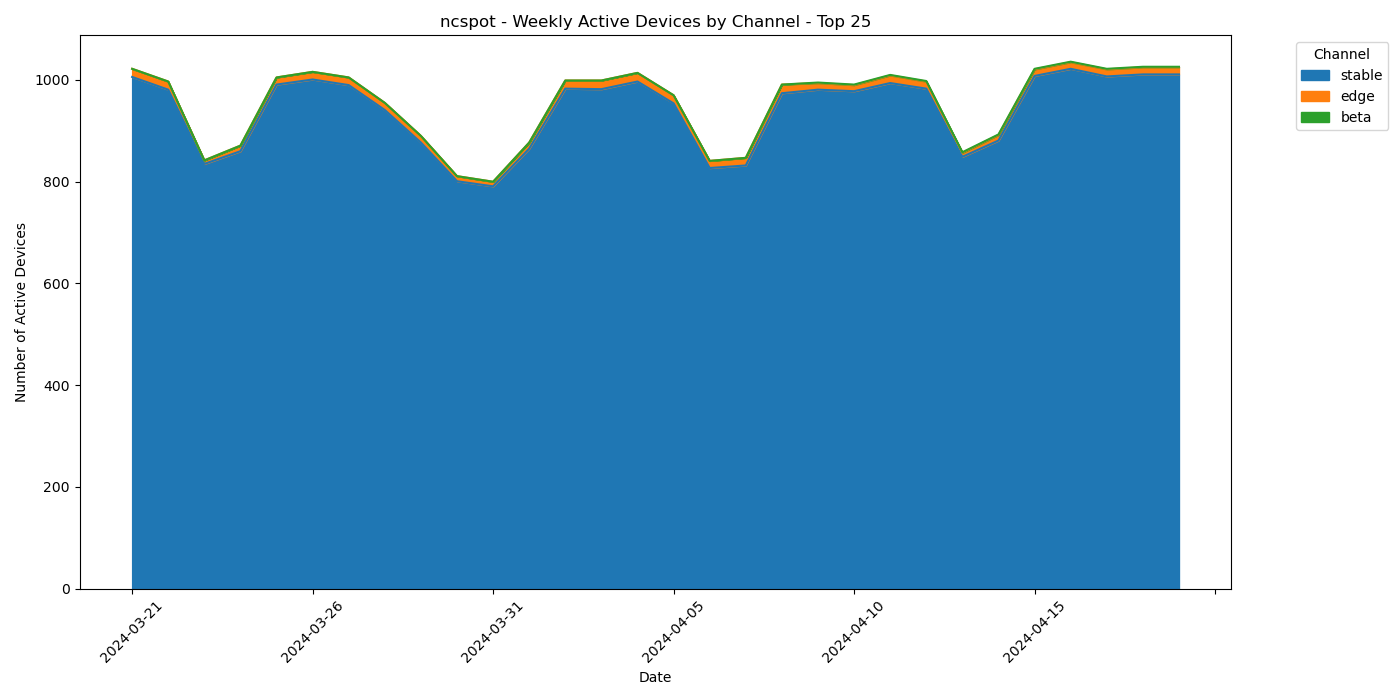 ncspot - Weekly Active Devices by Channel - Top 25
Channel
stable
edge
beta
Number of Active Devices
1000
800
600
400
200
0
2024-03-21
2024-03-26
2024-03-31
2024-04-05
2024-04-10
2024-04-15
Date